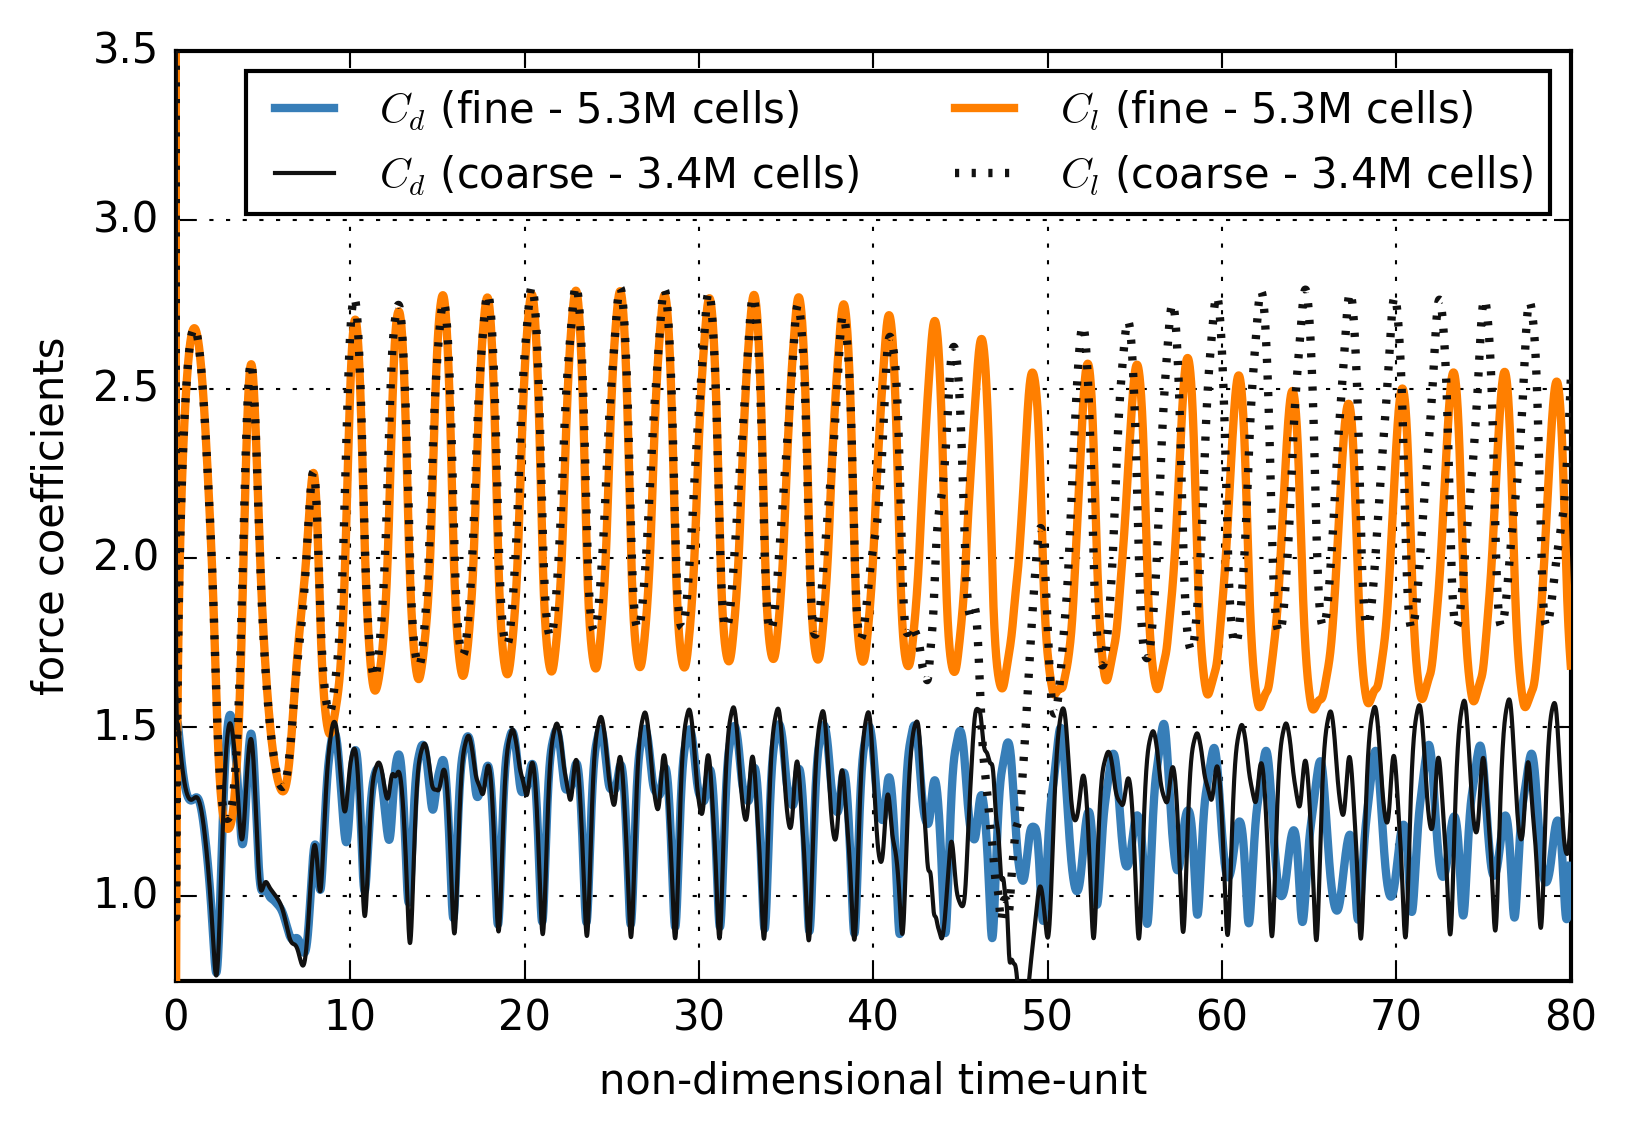 3.5
C_d (fine - 5.3M cells)
C_l (fine - 5.3M cells)
C_d (coarse - 3.4M cells)
C_l (coarse - 3.4M cells)
3.0
2.5
2.0
1.5
1.0
force coefficients
0 10 20 30 40 50 60 70 80
non-dimensional time-unit